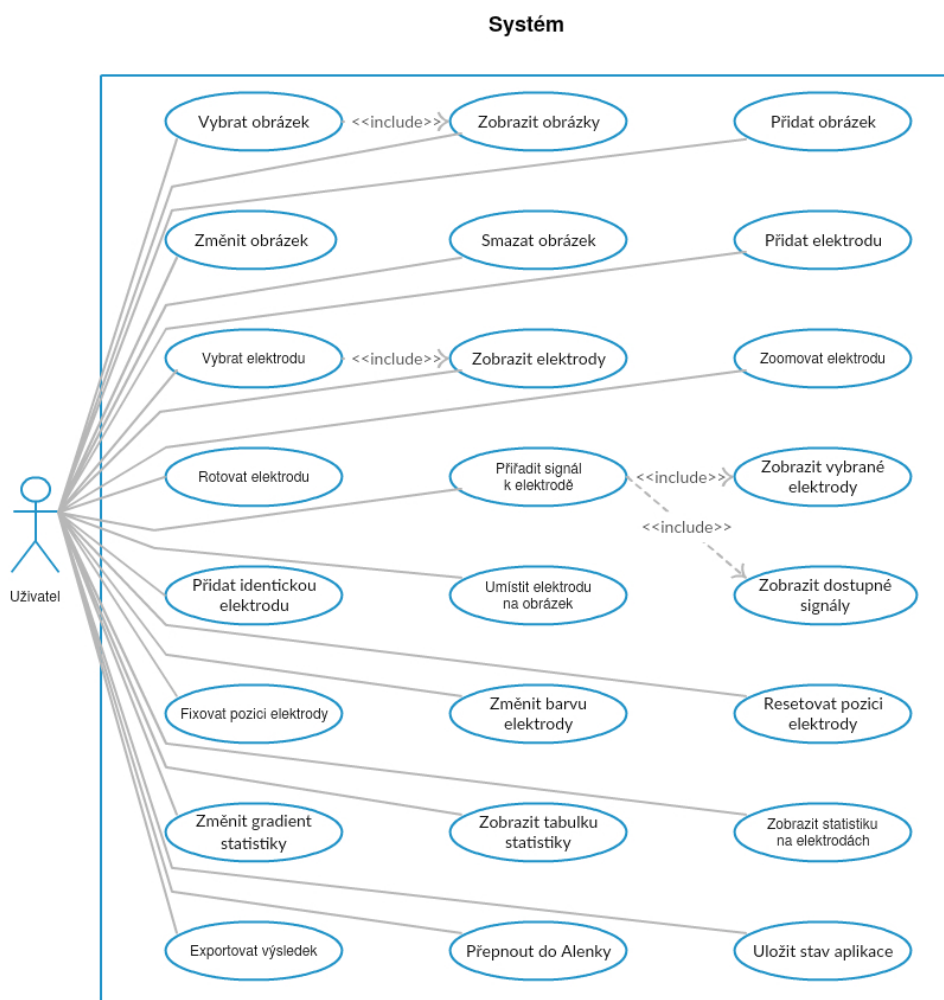 Systém
Vybrat obrázek
<<include>>
Zobrazit obrázky
Přidat obrázek
Změnit obrázek
Smazat obrázek
Přidat elektrodu
Vybrat elektrodu
<<include>>
Zobrazit elektrody
Zoomovat elektrodu
Rotovat elektrodu
Přiřadit signál
k elektrodě
<<include>>
Zobrazit vybrané
elektrody
<<include>>
Uživatel
Přidat identickou
elektrodu
Umístit elektrodu
na obrázek
Zobrazit dostupné
signály
Fixovat pozici elektrody
Změnit barvu
elektrody
Resetovat pozici
elektrody
Změnit gradient
statistiky
Zobrazit tabulku
statistiky
Zobrazit statistiku
na elektrodách
Exportovat výsledek
Přepnout do Alenky
Uložit stav aplikace